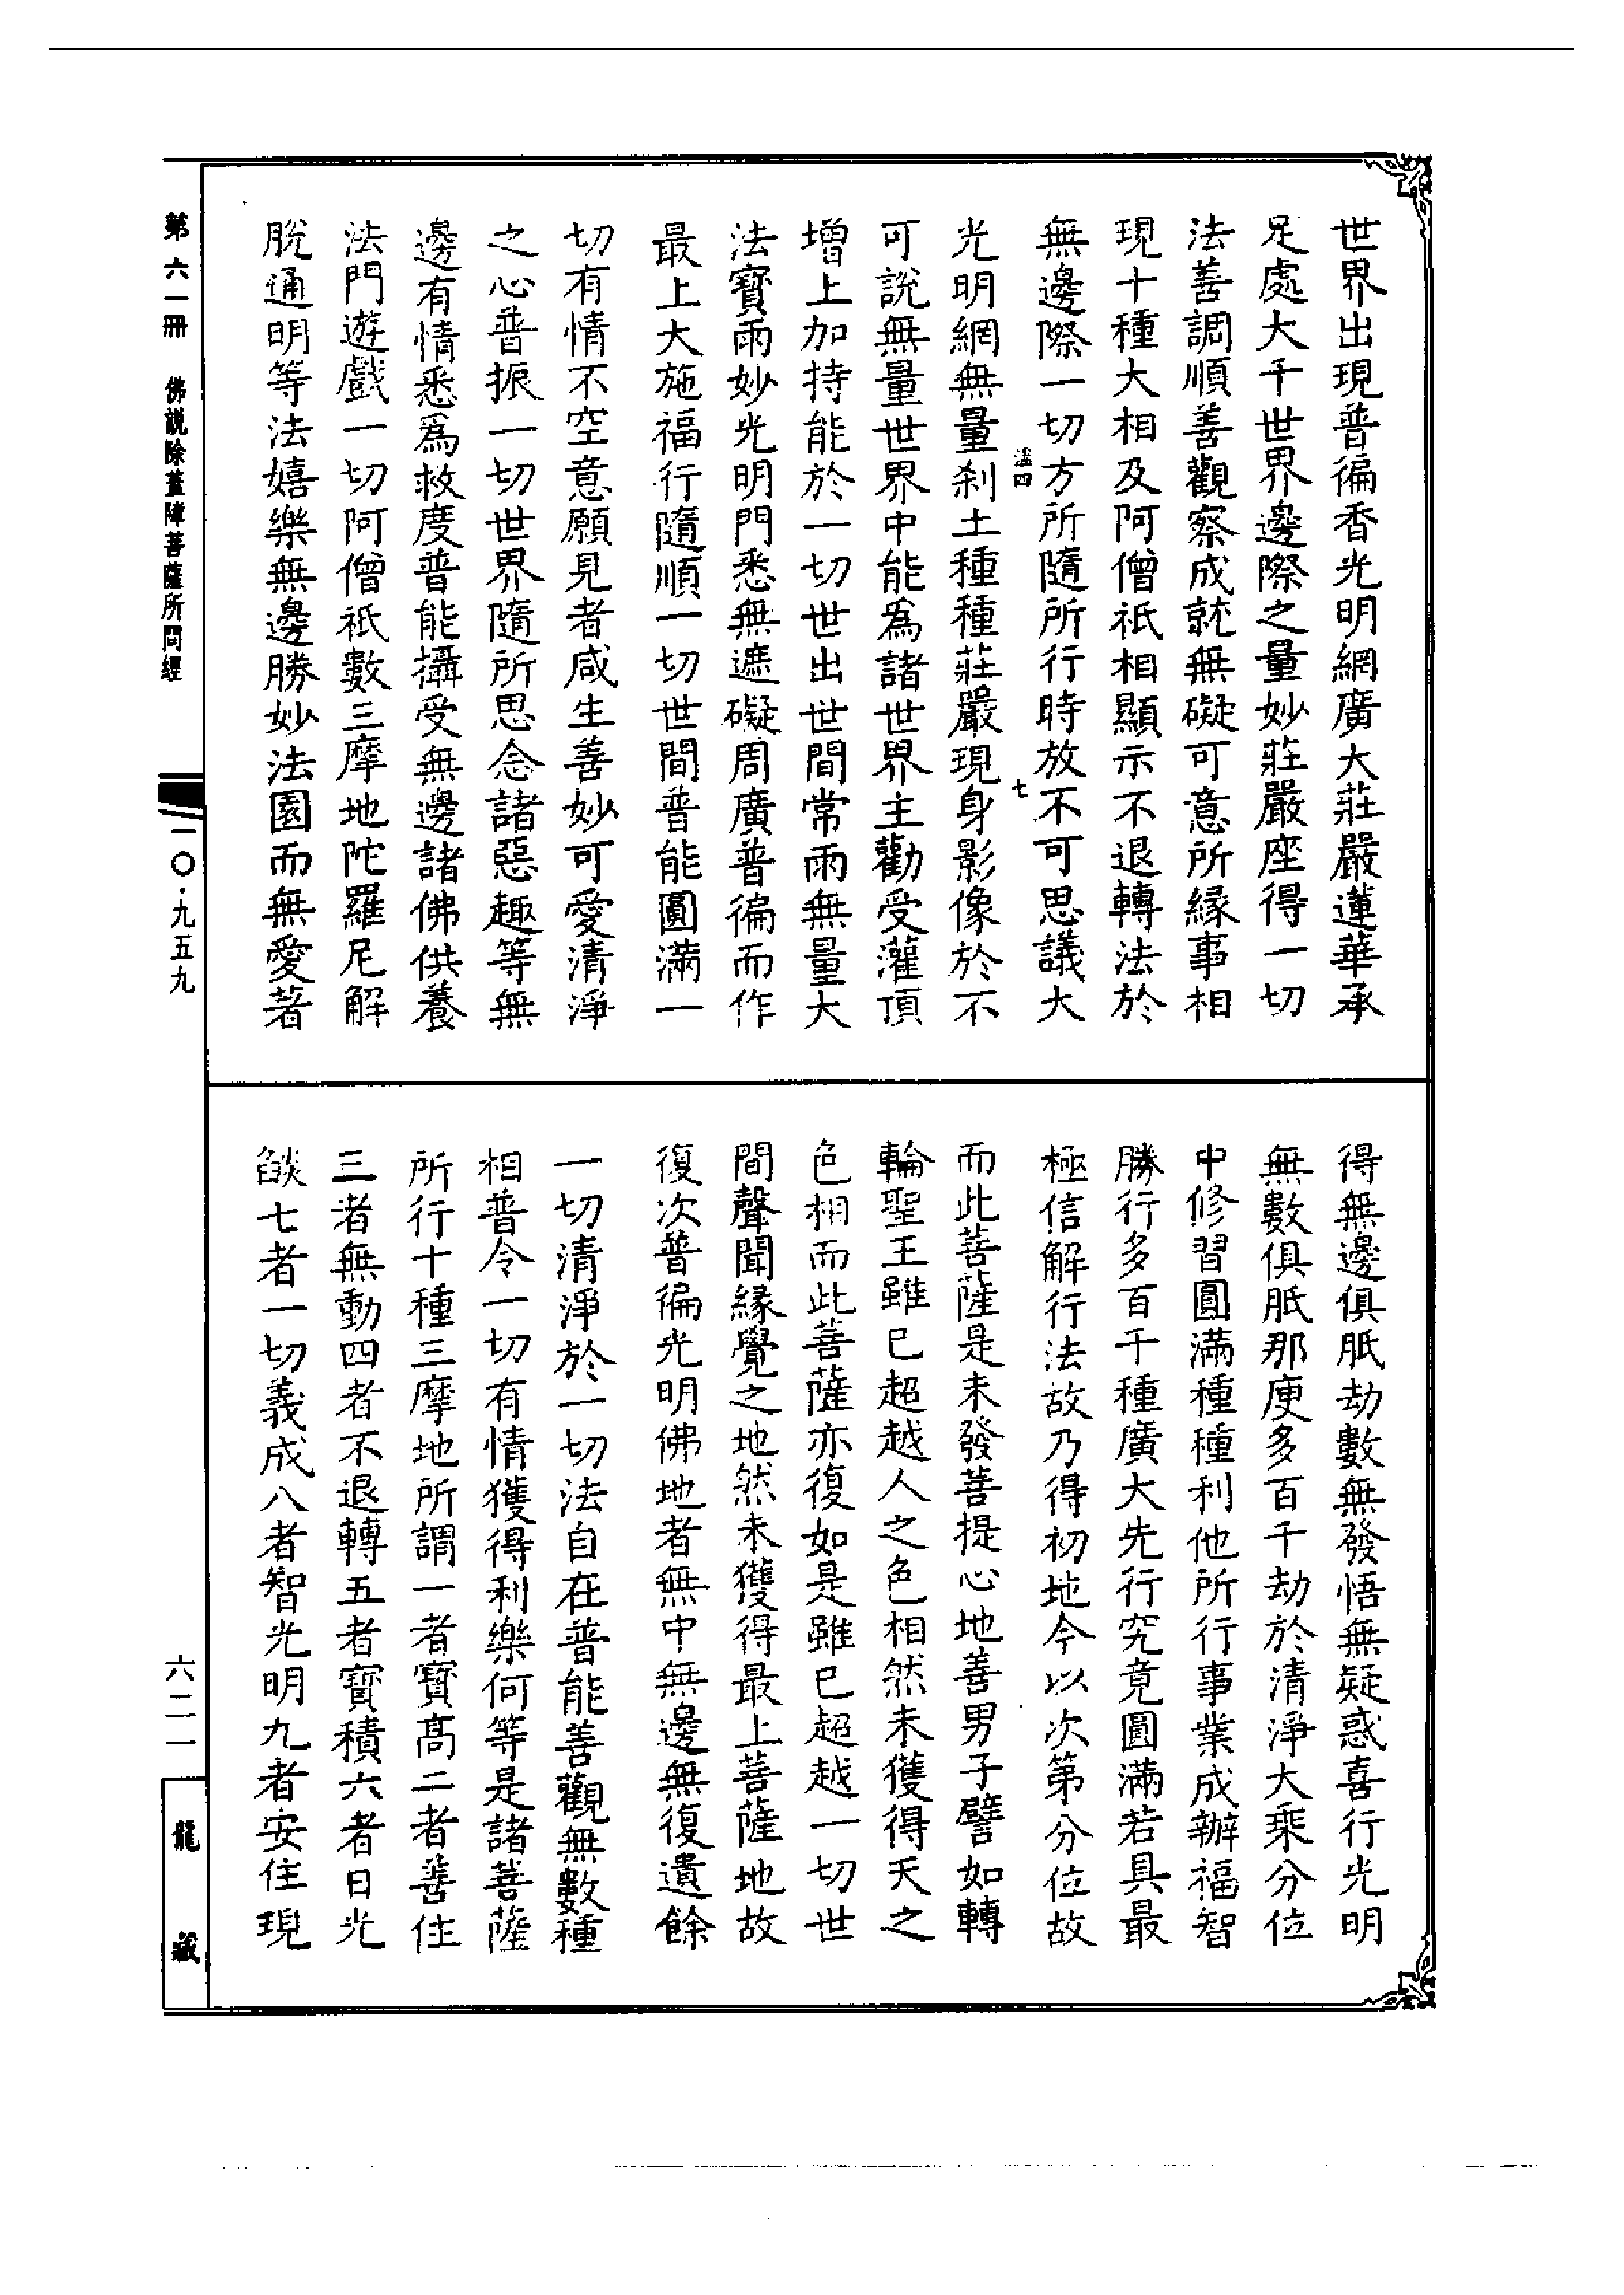 世界出現普徧香光明網廣大莊嚴蓮華承
足處大千世界邊際之量妙莊嚴座得一切
法善調順善觀察成就無礙可意所緣事相
現十種大相及阿僧祇相顯示不退轉法於
無邊際一切方所隨所行時放不可思議大
溫四 七
光明網無量刹土種種莊嚴現身影像於不
可說無量世界中能為諸世界主勸受灌頂
增上加持能於一切世出世間常雨無量大
法寶雨妙光明門悉無遮礙周廣普徧而作
最上大施福行隨順一切世間普能圓滿一
切有情不空意願見者咸生善妙可愛清淨
之心普振一切世界隨所思念諸惡趣等無
邊有情悉爲救度普能攝受無邊諸佛供養
法門遊戲一切阿僧祇數三摩地陀羅尼解
脫通明等法嬉樂無邊勝妙法園而無愛著
得無邊俱胝劫數無發悟無疑惑喜行光明
無數俱胝那庾多百千劫於清淨大乘分位
中修習圓滿種種利他所行事業成辦福智
勝行多百千種廣大先行究竟圓滿若具最
極信解行法故乃得初地今以次第分位故
而此菩薩是未發菩提心地善男子譬如轉
輪聖王雖已超越人之色相然未獲得天之
色相而此菩薩亦復如是雖已超越一切世
間聲聞緣覺之地然未獲得最上菩薩地故
復次普徧光明佛地者無中無邊無復遺餘
一切清淨於一切法自在普能善觀無數種
相普令一切有情獲得利樂何等是諸菩薩
所行十種三摩地所謂一者寶高二者善住
三者無動四者不退轉五者寶積六者日光
燄七者一切義成八者智光明九者安住現
第六一冊 佛説除蓋障菩薩所問經
一〇·九五九
六二一
龍藏